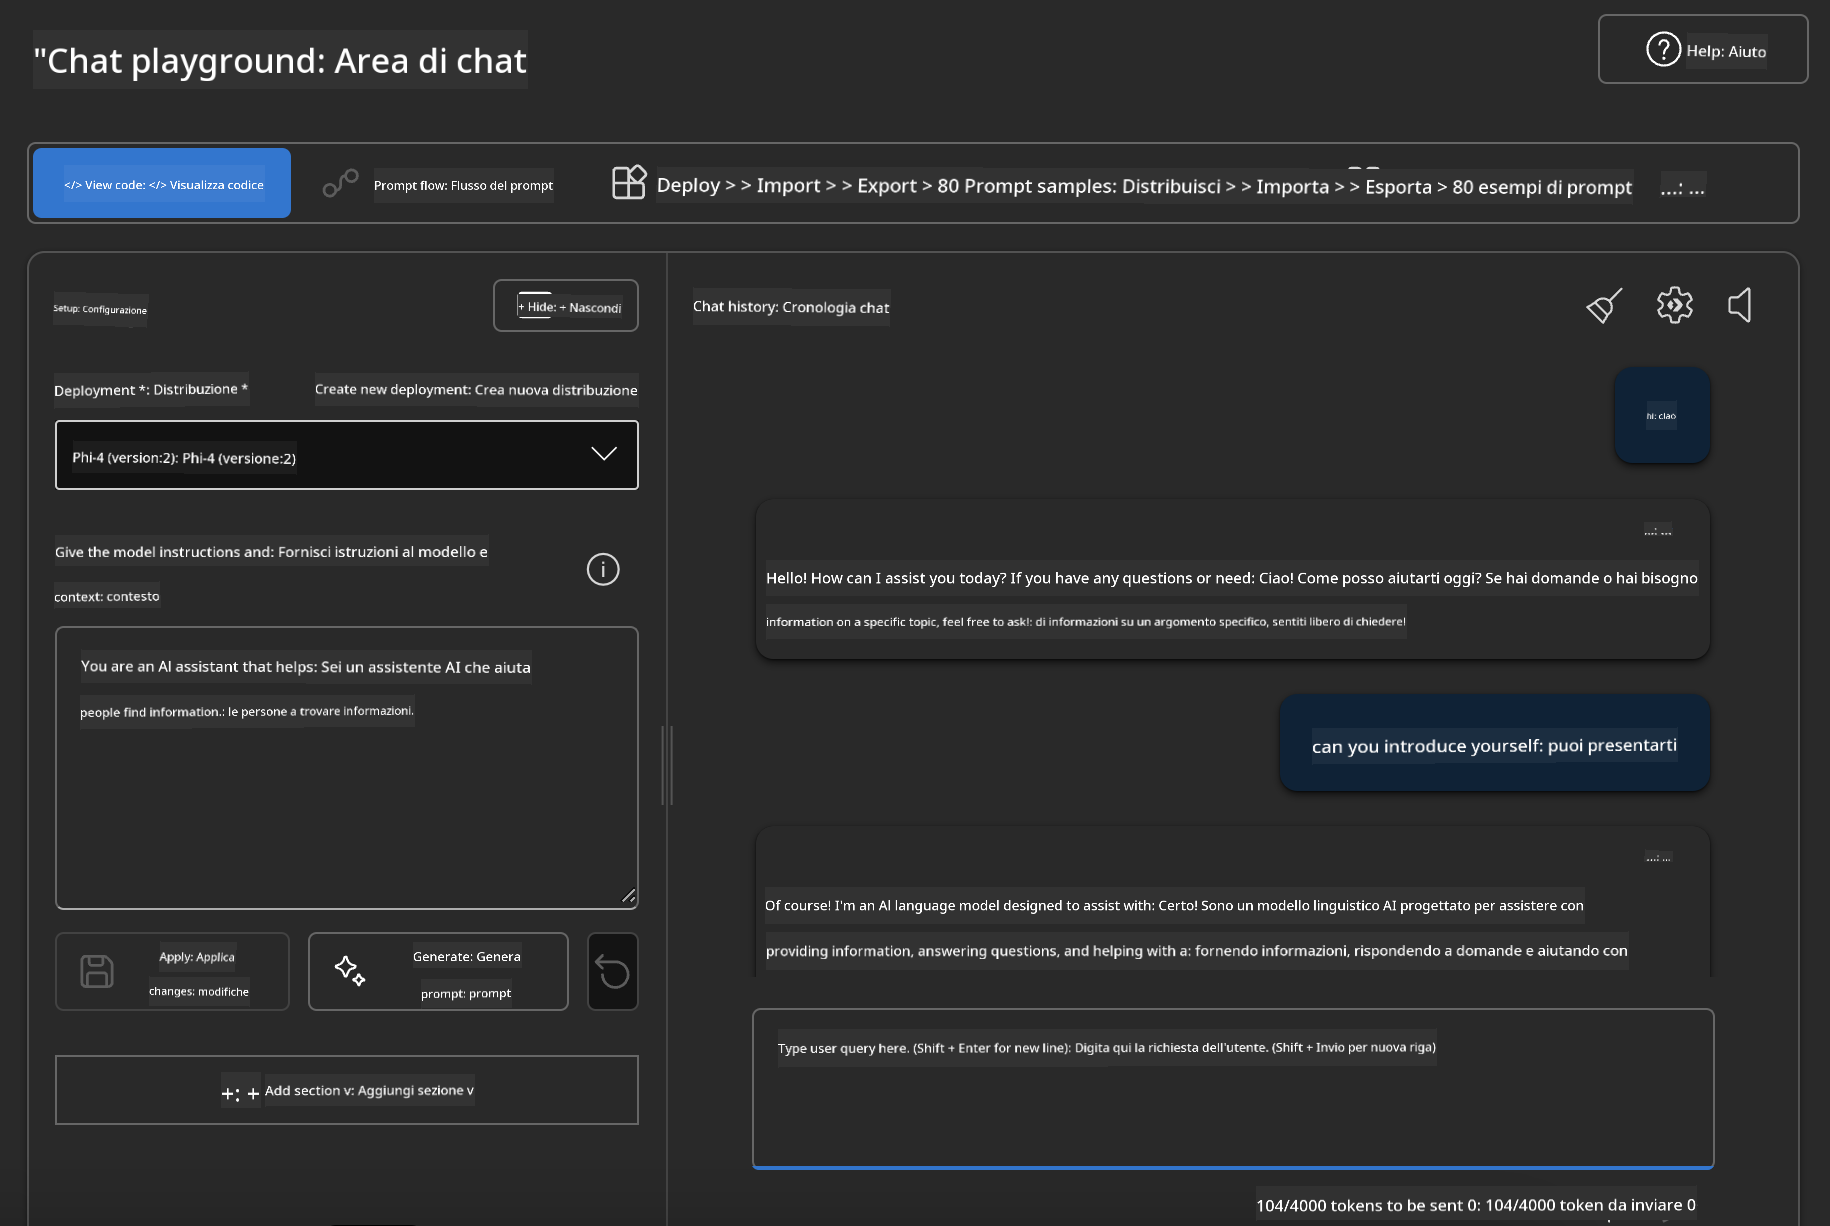 "Chat playground: Area di chat
Help: Aiuto
</> View code: </> Visualizza codice
Prompt flow: Flusso del prompt
Deploy > > Import > > Export > 80 Prompt samples: Distribuisci > > Importa > > Esporta > 80 esempi di prompt
...: ...
Setup: Configurazione
+ Hide: + Nascondi
Deployment *: Distribuzione *
Create new deployment: Crea nuova distribuzione
Phi-4 (version:2): Phi-4 (versione:2)
Give the model instructions and: Fornisci istruzioni al modello e
context: contesto
You are an AI assistant that helps: Sei un assistente AI che aiuta
people find information.: le persone a trovare informazioni.
Apply: Applica
changes: modifiche
Generate: Genera
prompt: prompt
+: +
Add section v: Aggiungi sezione v
Chat history: Cronologia chat
hi: ciao
...: ...
Hello! How can I assist you today? If you have any questions or need: Ciao! Come posso aiutarti oggi? Se hai domande o hai bisogno
information on a specific topic, feel free to ask!: di informazioni su un argomento specifico, sentiti libero di chiedere!
can you introduce yourself: puoi presentarti
...: ...
Of course! I'm an AI language model designed to assist with: Certo! Sono un modello linguistico AI progettato per assistere con
providing information, answering questions, and helping with a: fornendo informazioni, rispondendo a domande e aiutando con
Type user query here. (Shift + Enter for new line): Digita qui la richiesta dell'utente. (Shift + Invio per nuova riga)
104/4000 tokens to be sent 0: 104/4000 token da inviare 0